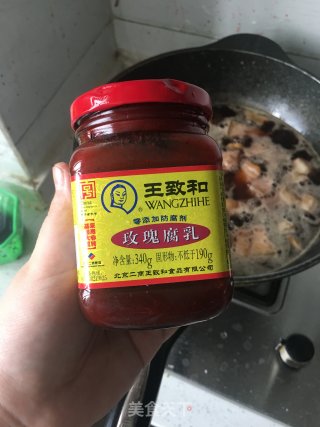 王致和
WANGZHIHE
零添加防腐剂
玫瑰腐乳
净含量:340g 固形物:不低于190g
北京二商王致和食品有限公司
美食天下